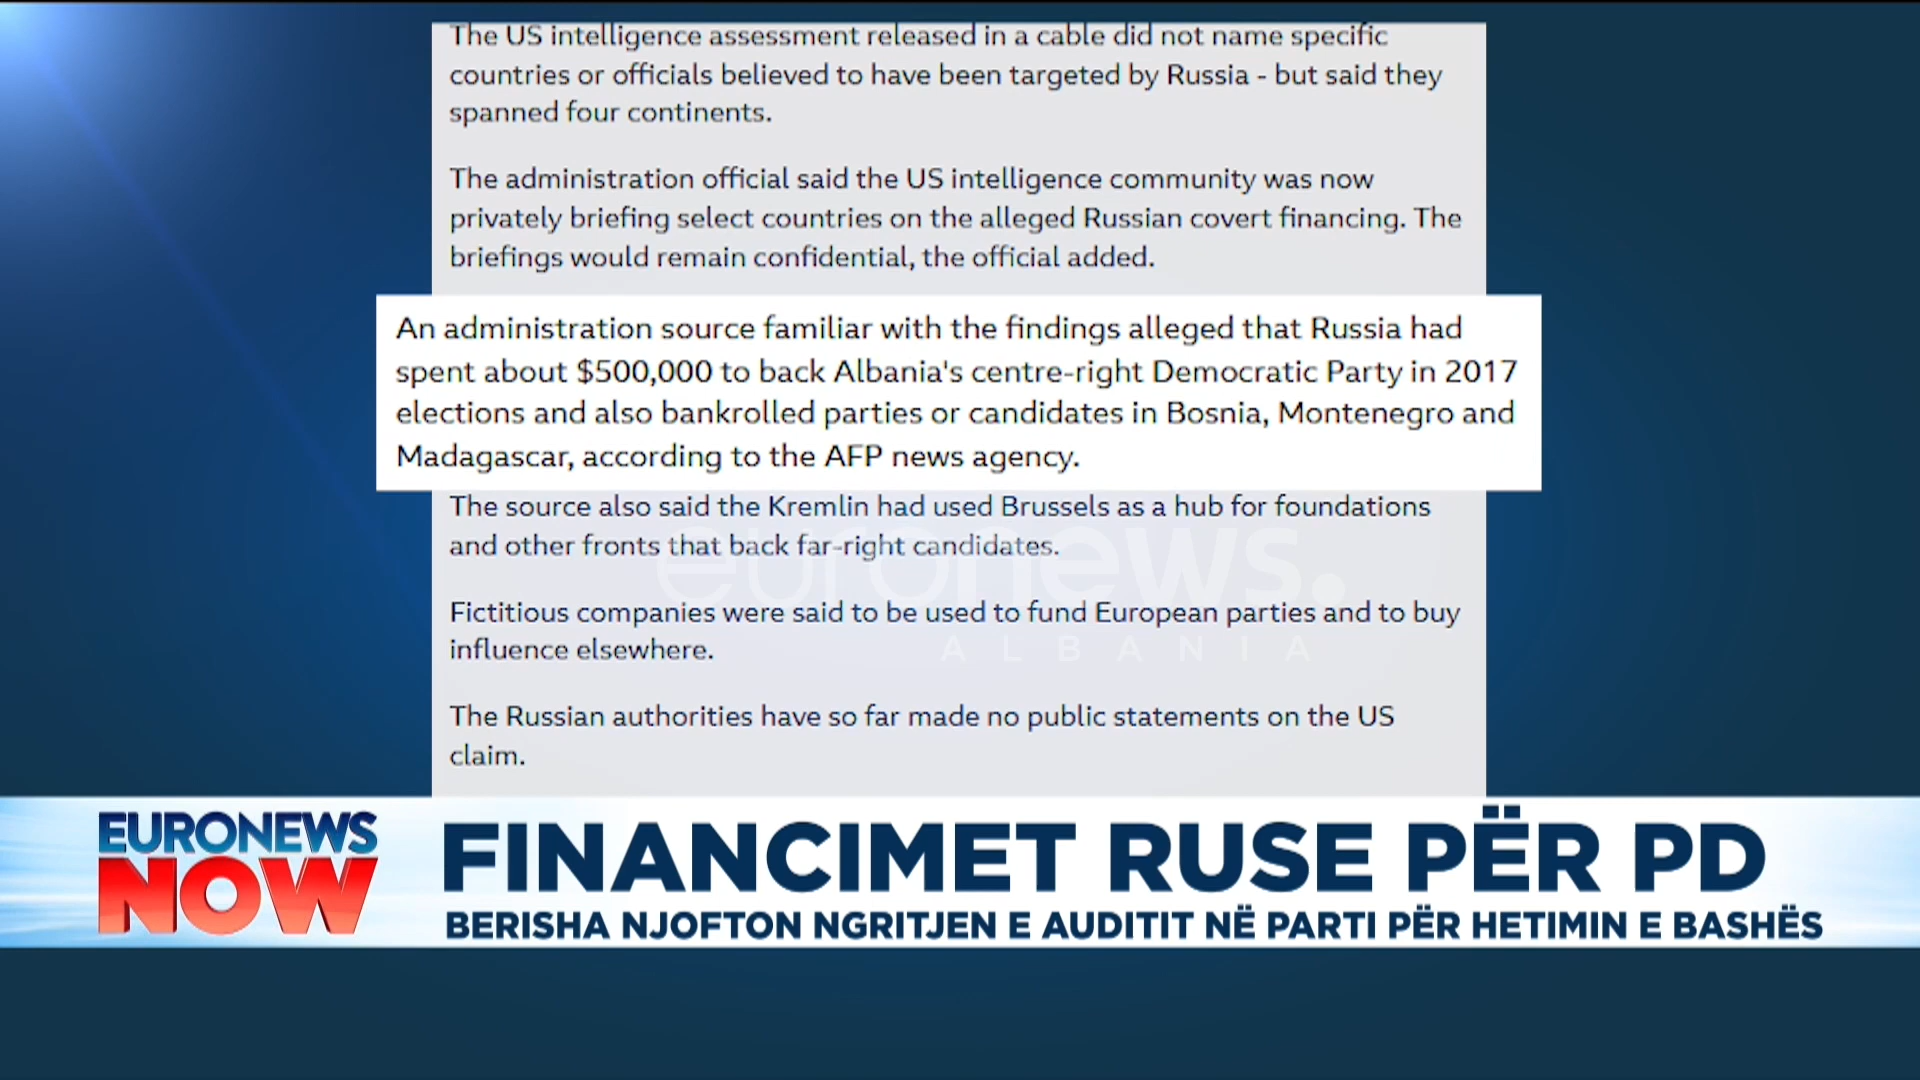 The US intelligence assessment released in a cable did not name specific
countries or officials believed to have been targeted by Russia - but said they
spanned four continents.
The administration official said the US intelligence community was now
privately briefing select countries on the alleged Russian covert financing. The
briefings would remain confidential, the official added.
An administration source familiar with the findings alleged that Russia had
spent about $500,000 to back Albania's centre-right Democratic Party in 2017
elections and also bankrolled parties or candidates in Bosnia, Montenegro and
Madagascar, according to the AFP news agency.
The source also said the Kremlin had used Brussels as a hub for foundations
and other fronts that back far-right candidates.
euronews.
ALBANIA
Fictitious companies were said to be used to fund European parties and to buy
influence elsewhere.
The Russian authorities have so far made no public statements on the US
claim.
EURONEWS
NOW
FINANCIMET RUSE PËR PD
BERISHA NJOFTON NGRITJEN E AUDITIT NË PARTI PËR HETIMIN E BASHËS